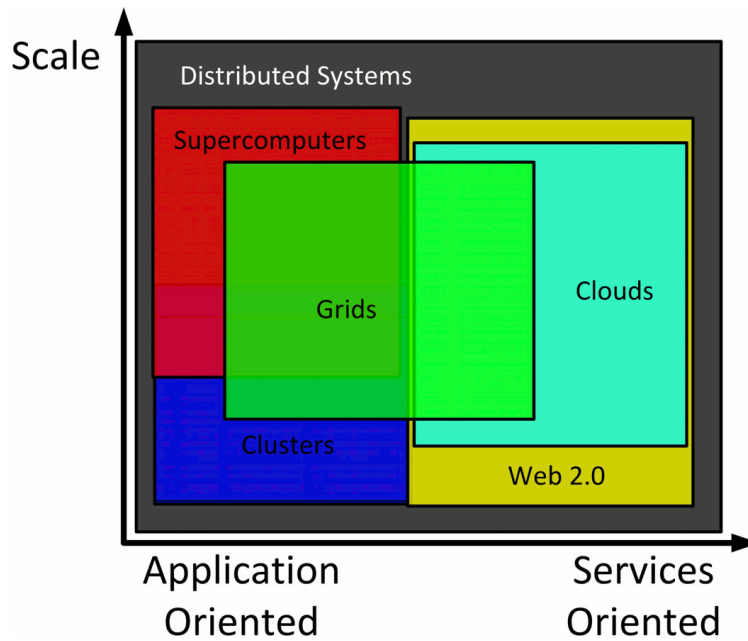 Scale
Distributed Systems
Supercomputers
Grids
Clouds
Clusters
Web 2.0
Application
Oriented
Services
Oriented